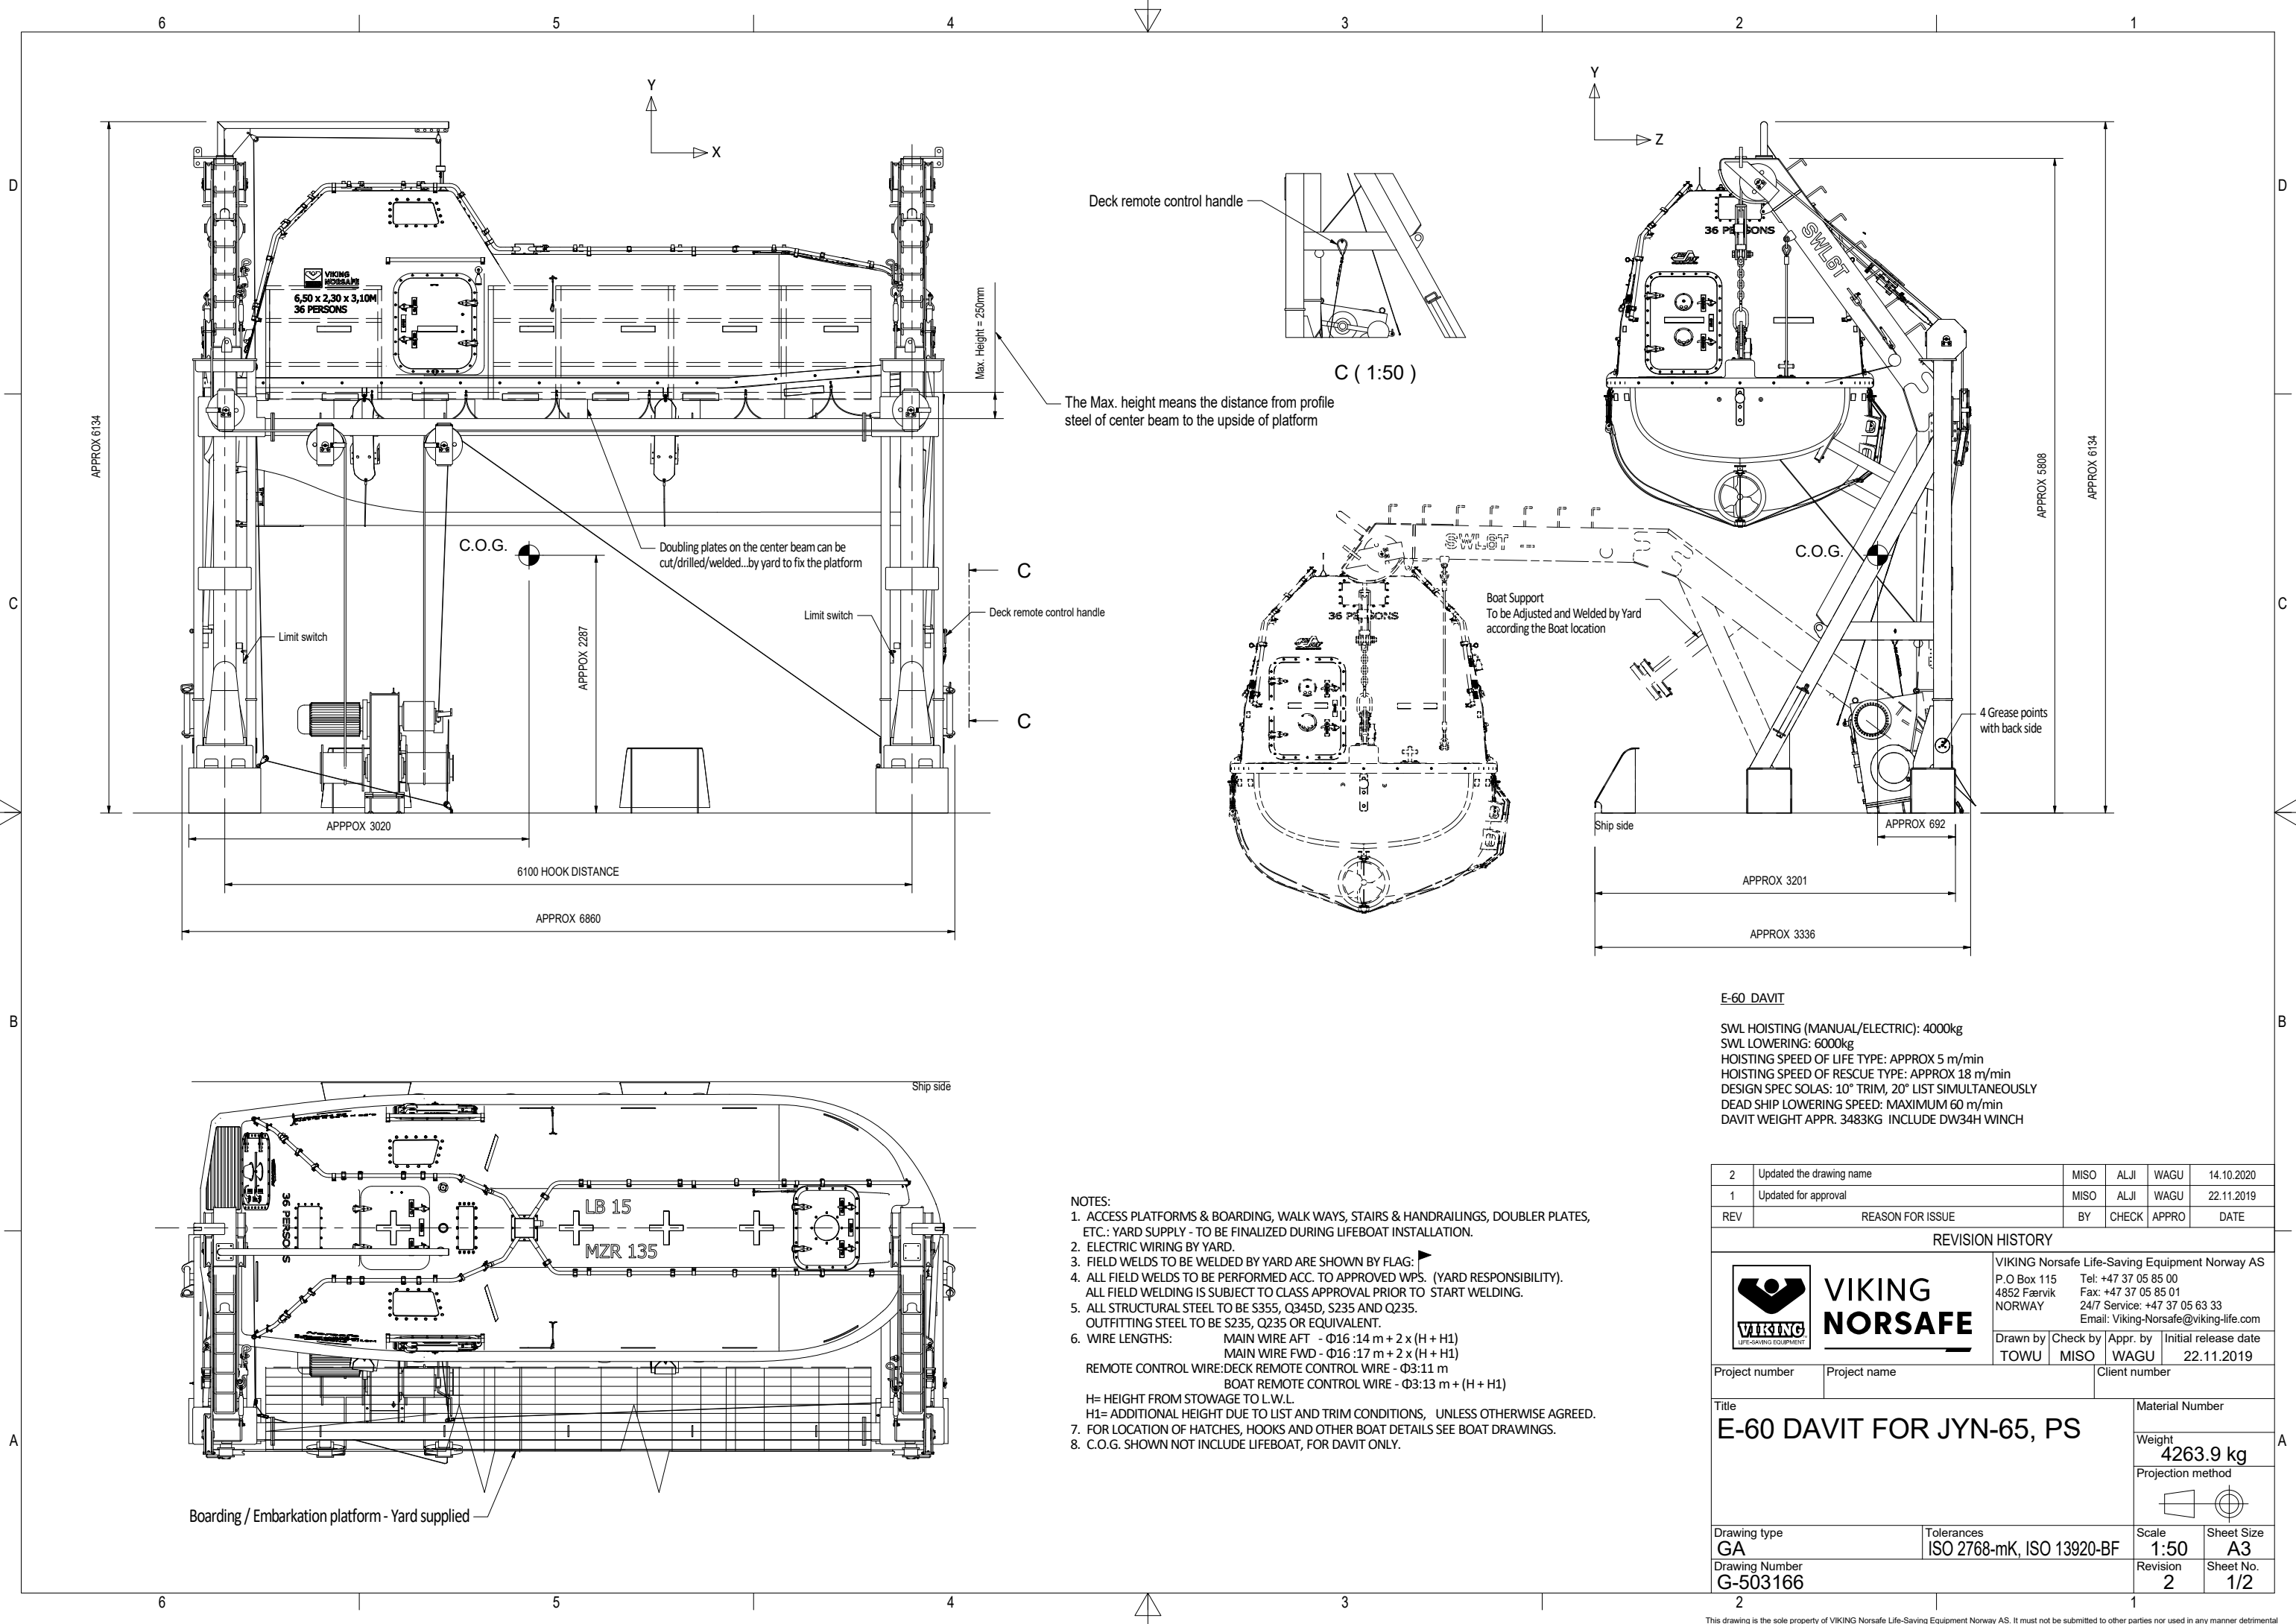 6 5 4 3 2 1
D
C
B
A
Y
X
APPROX 6134
VIKING
NORSAFE
6,50 x 2,30 x 3,10M
36 PERSONS
Max. Height = 250mm
The Max. height means the distance from profile
steel of center beam to the upside of platform
Doubling plates on the center beam can be
cut/drilled/welded...by yard to fix the platform
C.O.G.
APPOX 2287
Limit switch
Limit switch
Deck remote control handle
C
C
APPPOX 3020
6100 HOOK DISTANCE
APPROX 6860
Deck remote control handle
C ( 1:50 )
Y
Z
36 PERSONS
SWL6T
APPROX 5808
APPROX 6134
C.O.G.
SWL6T
36 PERSONS
Boat Support
To be Adjusted and Welded by Yard
according the Boat location
4 Grease points
with back side
Ship side
APPROX 692
APPROX 3201
APPROX 3336
Ship side
36 PERSONS
LB 15
MZR 135
Boarding / Embarkation platform - Yard supplied
E-60 DAVIT
SWL HOISTING (MANUAL/ELECTRIC): 4000kg
SWL LOWERING: 6000kg
HOISTING SPEED OF LIFE TYPE: APPROX 5 m/min
HOISTING SPEED OF RESCUE TYPE: APPROX 18 m/min
DESIGN SPEC SOLAS: 10° TRIM, 20° LIST SIMULTANEOUSLY
DEAD SHIP LOWERING SPEED: MAXIMUM 60 m/min
DAVIT WEIGHT APPR. 3483KG INCLUDE DW34H WINCH
NOTES:
1. ACCESS PLATFORMS & BOARDING, WALK WAYS, STAIRS & HANDRAILINGS, DOUBLER PLATES,
ETC.: YARD SUPPLY - TO BE FINALIZED DURING LIFEBOAT INSTALLATION.
2. ELECTRIC WIRING BY YARD.
3. FIELD WELDS TO BE WELDED BY YARD ARE SHOWN BY FLAG:
4. ALL FIELD WELDS TO BE PERFORMED ACC. TO APPROVED WPS. (YARD RESPONSIBILITY).
ALL FIELD WELDING IS SUBJECT TO CLASS APPROVAL PRIOR TO START WELDING.
5. ALL STRUCTURAL STEEL TO BE S355, Q345D, S235 AND Q235.
OUTFITTING STEEL TO BE S235, Q235 OR EQUIVALENT.
6. WIRE LENGTHS: MAIN WIRE AFT - Φ16 :14 m + 2 x (H + H1)
MAIN WIRE FWD - Φ16 :17 m + 2 x (H + H1)
REMOTE CONTROL WIRE:DECK REMOTE CONTROL WIRE - Φ3:11 m
BOAT REMOTE CONTROL WIRE - Φ3:13 m + (H + H1)
H= HEIGHT FROM STOWAGE TO L.W.L.
H1= ADDITIONAL HEIGHT DUE TO LIST AND TRIM CONDITIONS, UNLESS OTHERWISE AGREED.
7. FOR LOCATION OF HATCHES, HOOKS AND OTHER BOAT DETAILS SEE BOAT DRAWINGS.
8. C.O.G. SHOWN NOT INCLUDE LIFEBOAT, FOR DAVIT ONLY.
2 Updated the drawing name MISO ALJI WAGU 14.10.2020
1 Updated for approval MISO ALJI WAGU 22.11.2019
REV REASON FOR ISSUE BY CHECK APPRO DATE
REVISION HISTORY
VIKING
LIFE-SAVING EQUIPMENT
VIKING
NORSAFE
VIKING Norsafe Life-Saving Equipment Norway AS
P.O Box 115 Tel: +47 37 05 85 00
4852 Færvik Fax: +47 37 05 85 01
NORWAY 24/7 Service: +47 37 05 63 33
Email: Viking-Norsafe@viking-life.com
Drawn by Check by Appr. by Initial release date
TOWU MISO WAGU 22.11.2019
Project number Project name Client number
Title
E-60 DAVIT FOR JYN-65, PS
Material Number
Weight
4263.9 kg
Projection method
Drawing type Tolerances Scale Sheet Size
GA ISO 2768-mK, ISO 13920-BF 1:50 A3
Drawing Number Revision Sheet No.
G-503166 2 1/2
D
C
B
A
6 5 4 3 2 1
This drawing is the sole property of VIKING Norsafe Life-Saving Equipment Norway AS. It must not be submitted to other parties nor used in any manner detrimental